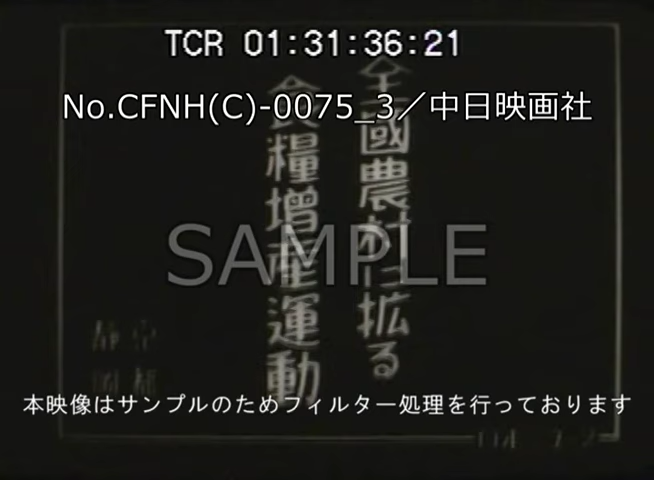 TCR 01:31:36:21
No.CFNH(C)-0075_3／中日映画社
全國農村に拡る
食糧増産運動
SAMPLE
本映像はサンプルのためフィルター処理を行っております